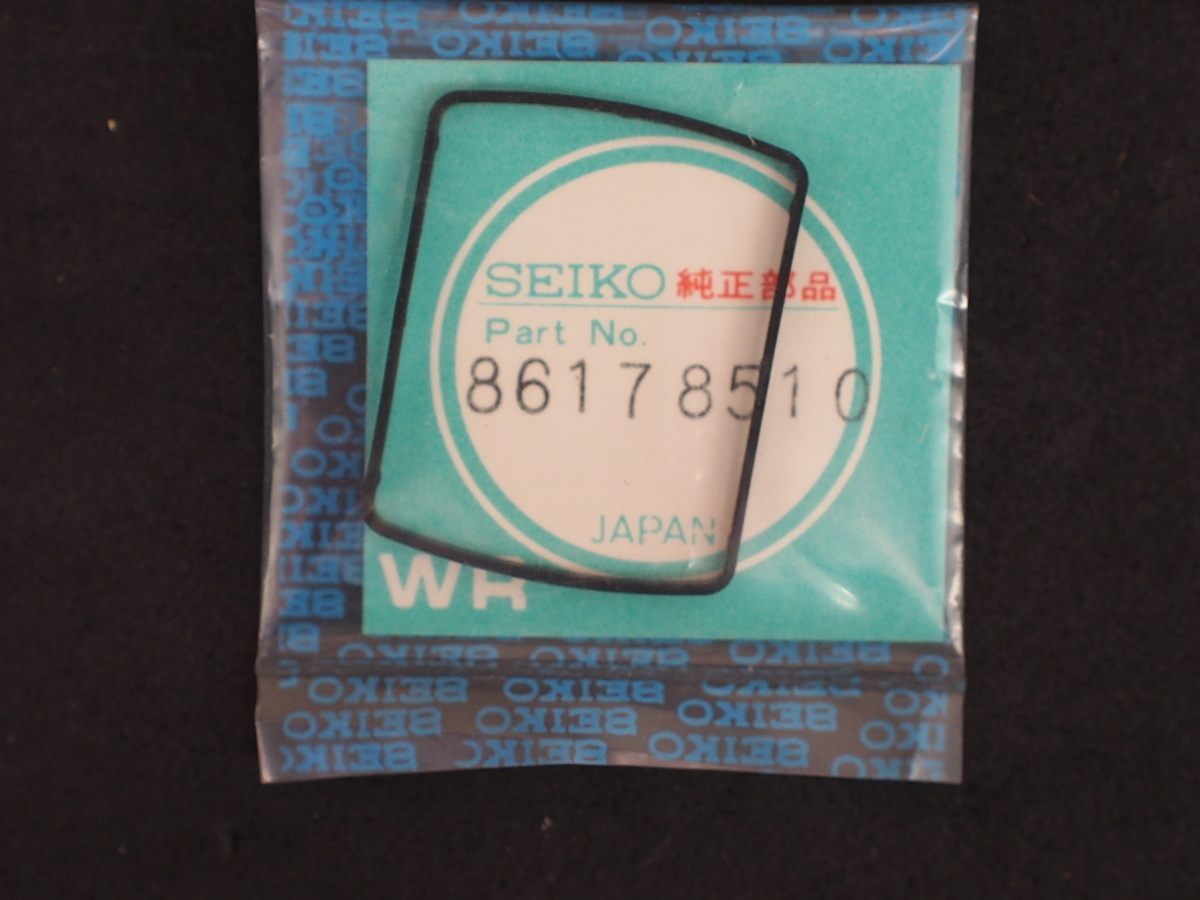 SEIKO 純正部品
Part No.
86178510
JAPAN
WR